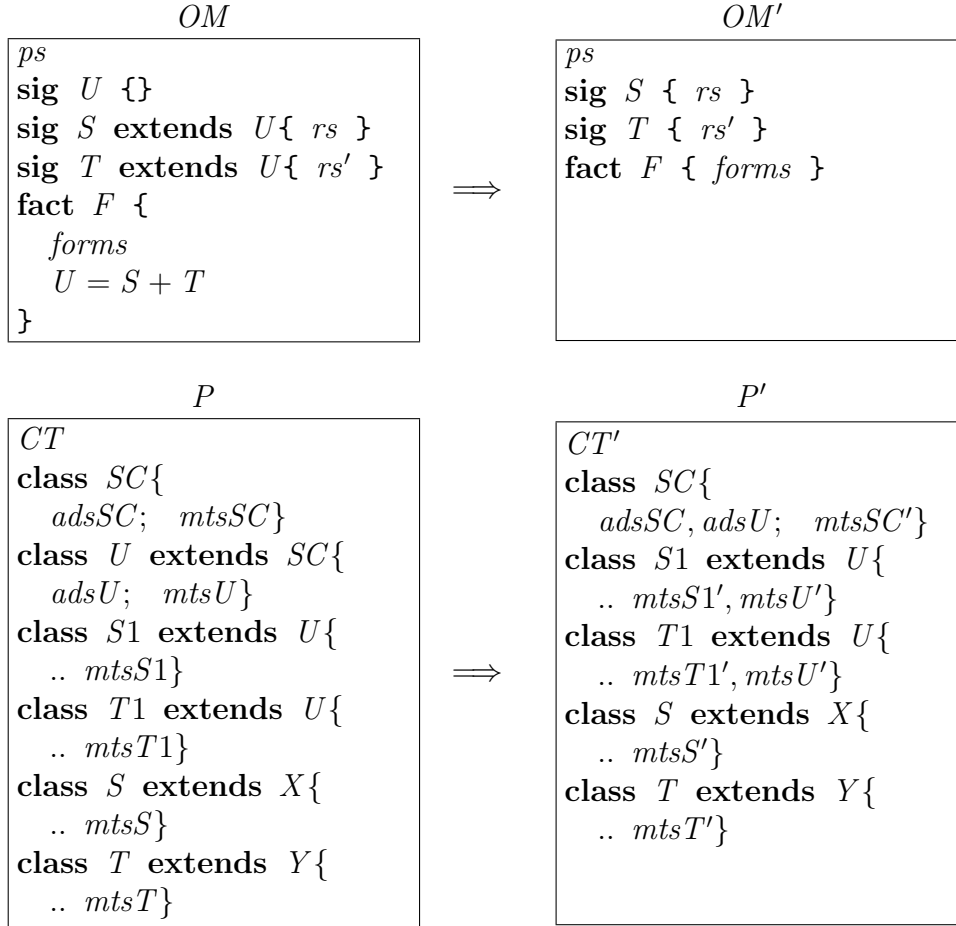 OM
ps
sig U {}
sig S extends U{ rs }
sig T extends U{ rs′ }
fact F {
forms
U = S + T
}
⟹
OM′
ps
sig S { rs }
sig T { rs′ }
fact F { forms }
P
CT
class SC{
adsSC; mtsSC}
class U extends SC{
adsU; mtsU}
class S1 extends U{
.. mtsS1}
class T1 extends U{
.. mtsT1}
class S extends X{
.. mtsS}
class T extends Y{
.. mtsT}
⟹
P′
CT′
class SC{
adsSC, adsU; mtsSC′}
class S1 extends U{
.. mtsS1′, mtsU′}
class T1 extends U{
.. mtsT1′, mtsU′}
class S extends X{
.. mtsS′}
class T extends Y{
.. mtsT′}